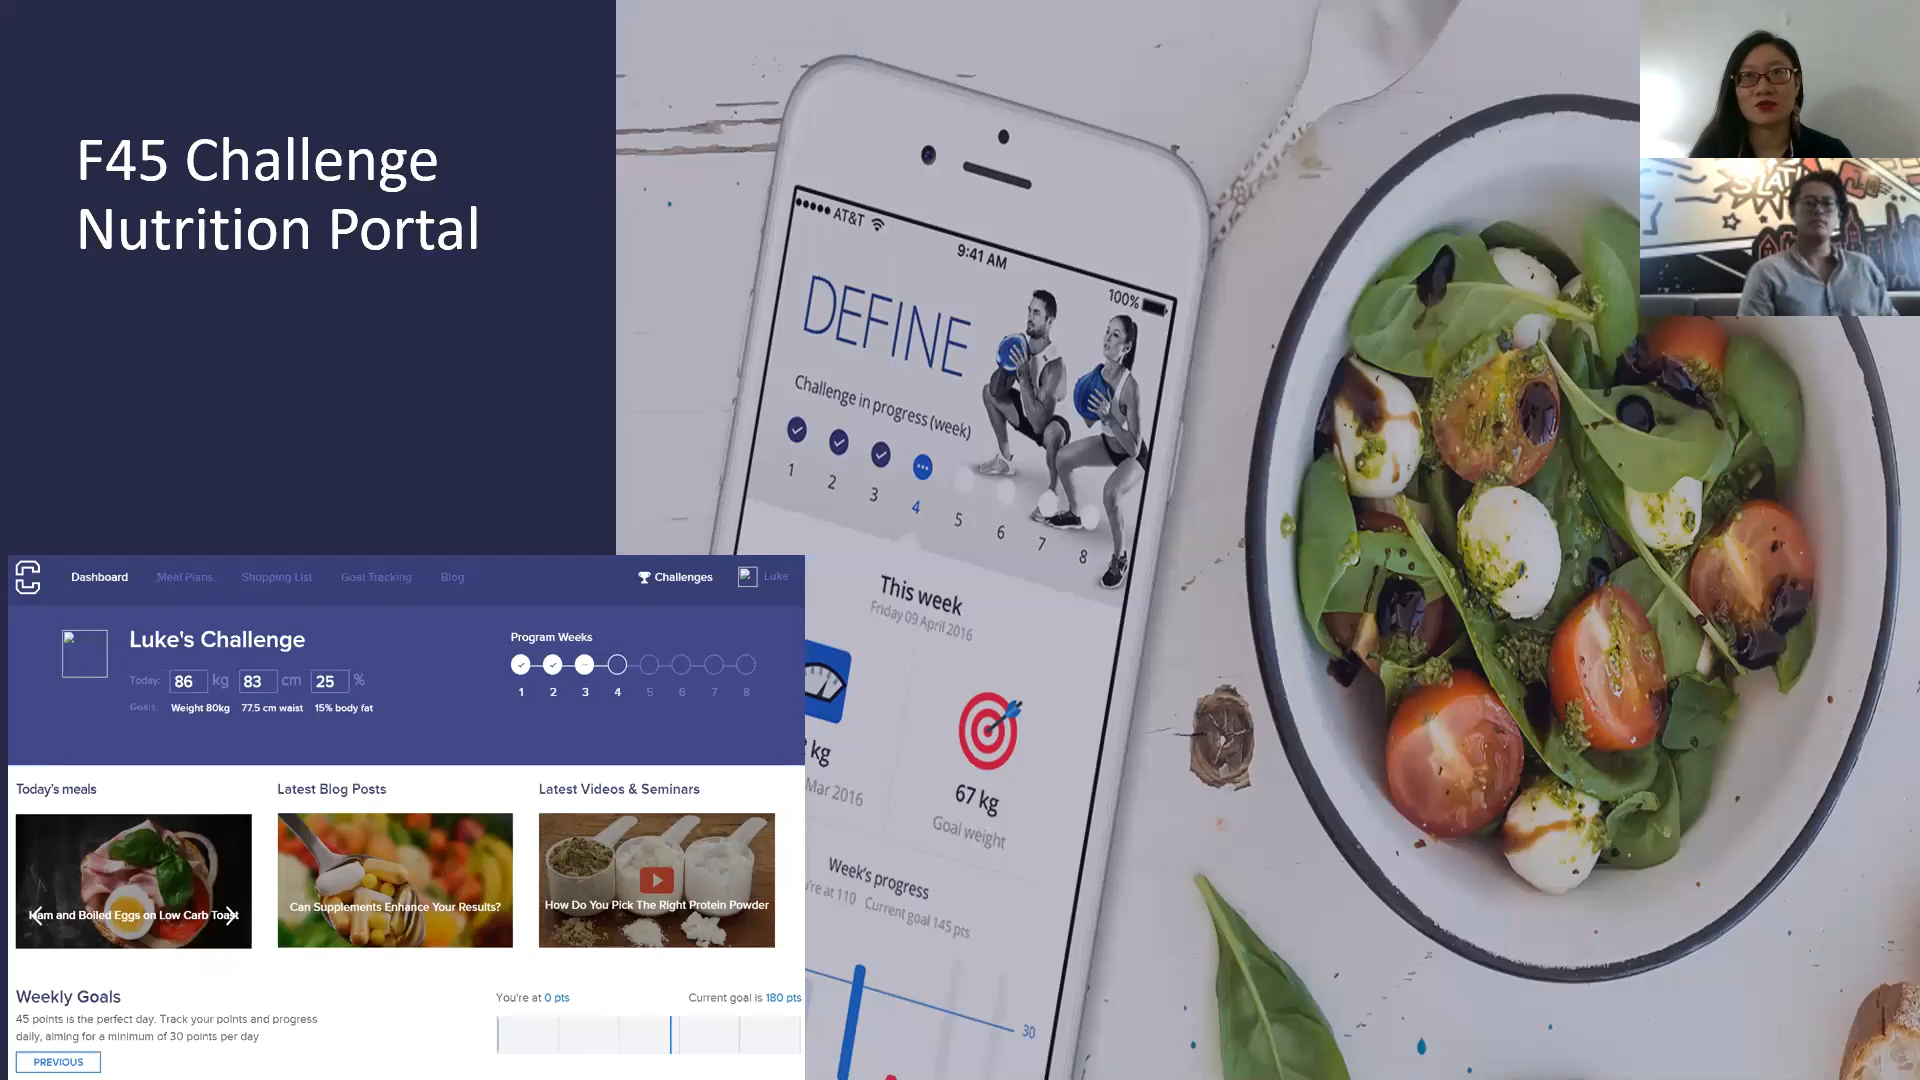 F45 Challenge
Nutrition Portal
AT&T
9:41 AM
100%
DEFINE
Challenge in progress (week)
1 2 3 4 5 6 7 8
This week
Friday 09 April 2016
kg
Mar 2016
67 kg
Goal weight
Week's progress
're at 110 Current goal 145 pts
30
Dashboard Meal Plans Shopping List Goal Tracking Blog Challenges Luke
Luke's Challenge
Today: 86 kg 83 cm 25 %
Goals: Weight 80kg 77.5 cm waist 15% body fat
Program Weeks
1 2 3 4 5 6 7 8
Today's meals
Ham and Boiled Eggs on Low Carb Toast
Latest Blog Posts
Can Supplements Enhance Your Results?
Latest Videos & Seminars
How Do You Pick The Right Protein Powder
Weekly Goals
45 points is the perfect day. Track your points and progress
daily, aiming for a minimum of 30 points per day
PREVIOUS
You're at 0 pts
Current goal is 180 pts